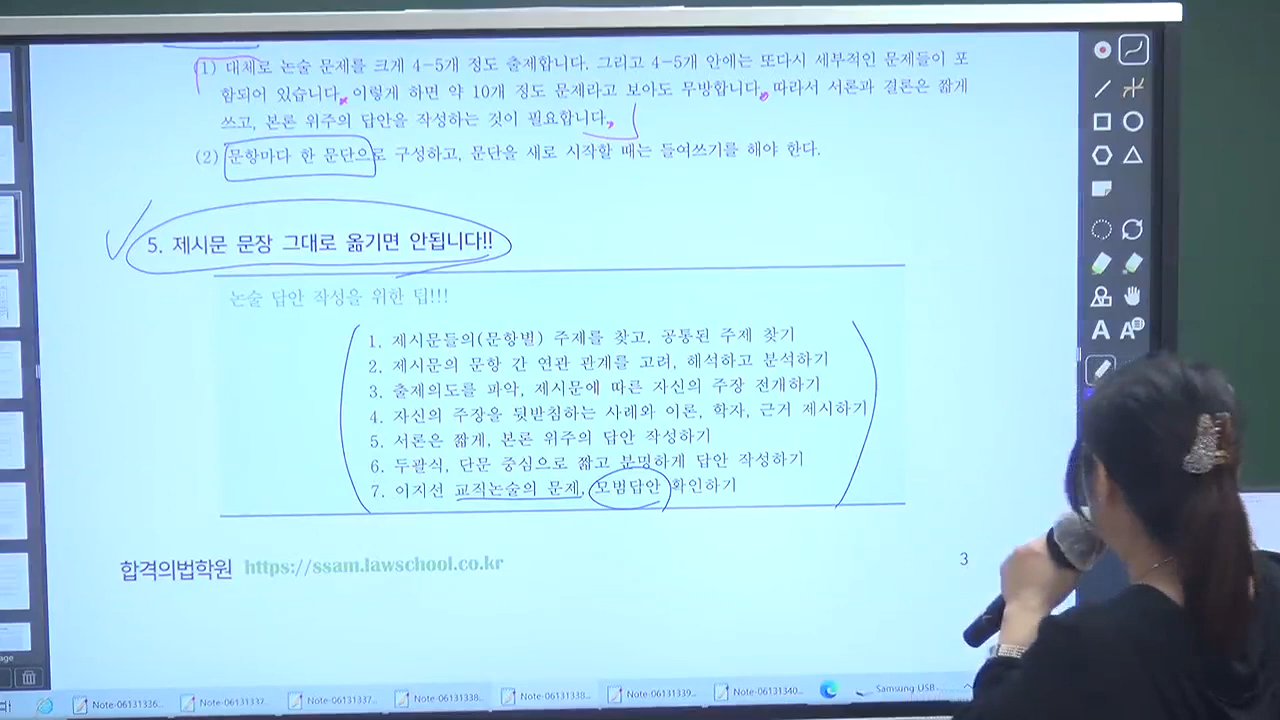 (1) 대체로 논술 문제를 크게 4-5개 정도 출제합니다. 그리고 4-5개 안에는 또다시 세부적인 문제들이 포
함되어 있습니다. 이렇게 하면 약 10개 정도 문제라고 보아도 무방합니다. 따라서 서론과 결론은 짧게
쓰고, 본론 위주의 답안을 작성하는 것이 필요합니다.
(2) 문항마다 한 문단으로 구성하고, 문단을 새로 시작할 때는 들여쓰기를 해야 한다.
5. 제시문 문장 그대로 옮기면 안됩니다!!
논술 답안 작성을 위한 팁!!!
1. 제시문들의(문항별) 주제를 찾고, 공통된 주제 찾기
2. 제시문의 문항 간 연관 관계를 고려, 해석하고 분석하기
3. 출제의도를 파악, 제시문에 따른 자신의 주장 전개하기
4. 자신의 주장을 뒷받침하는 사례와 이론, 학자, 근거 제시하기
5. 서론은 짧게, 본론 위주의 답안 작성하기
6. 두괄식, 단문 중심으로 짧고 분명하게 답안 작성하기
7. 이지선 교직논술의 문제, 모범답안 확인하기
합격의법학원 https://ssam.lawschool.co.kr
3
A A
age
Note-06131336... Note-06131337... Note-06131337... Note-06131338... Note-06131338... Note-06131339... Note-06131340... Samsung USB...